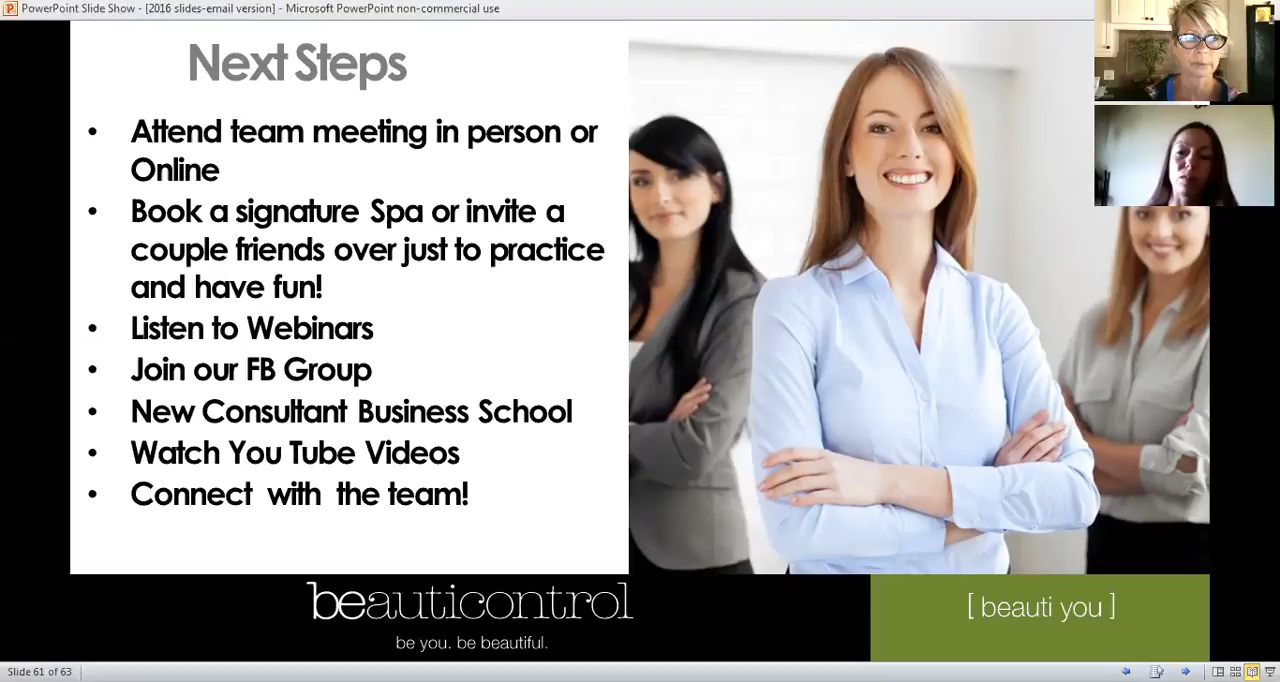 PowerPoint Slide Show - [2016 slides-email version] - Microsoft PowerPoint non-commercial use
Next Steps
• Attend team meeting in person or
Online
• Book a signature Spa or invite a
couple friends over just to practice
and have fun!
• Listen to Webinars
• Join our FB Group
• New Consultant Business School
• Watch You Tube Videos
• Connect with the team!
beauticontrol
be you. be beautiful.
[ beauti you ]
Slide 61 of 63